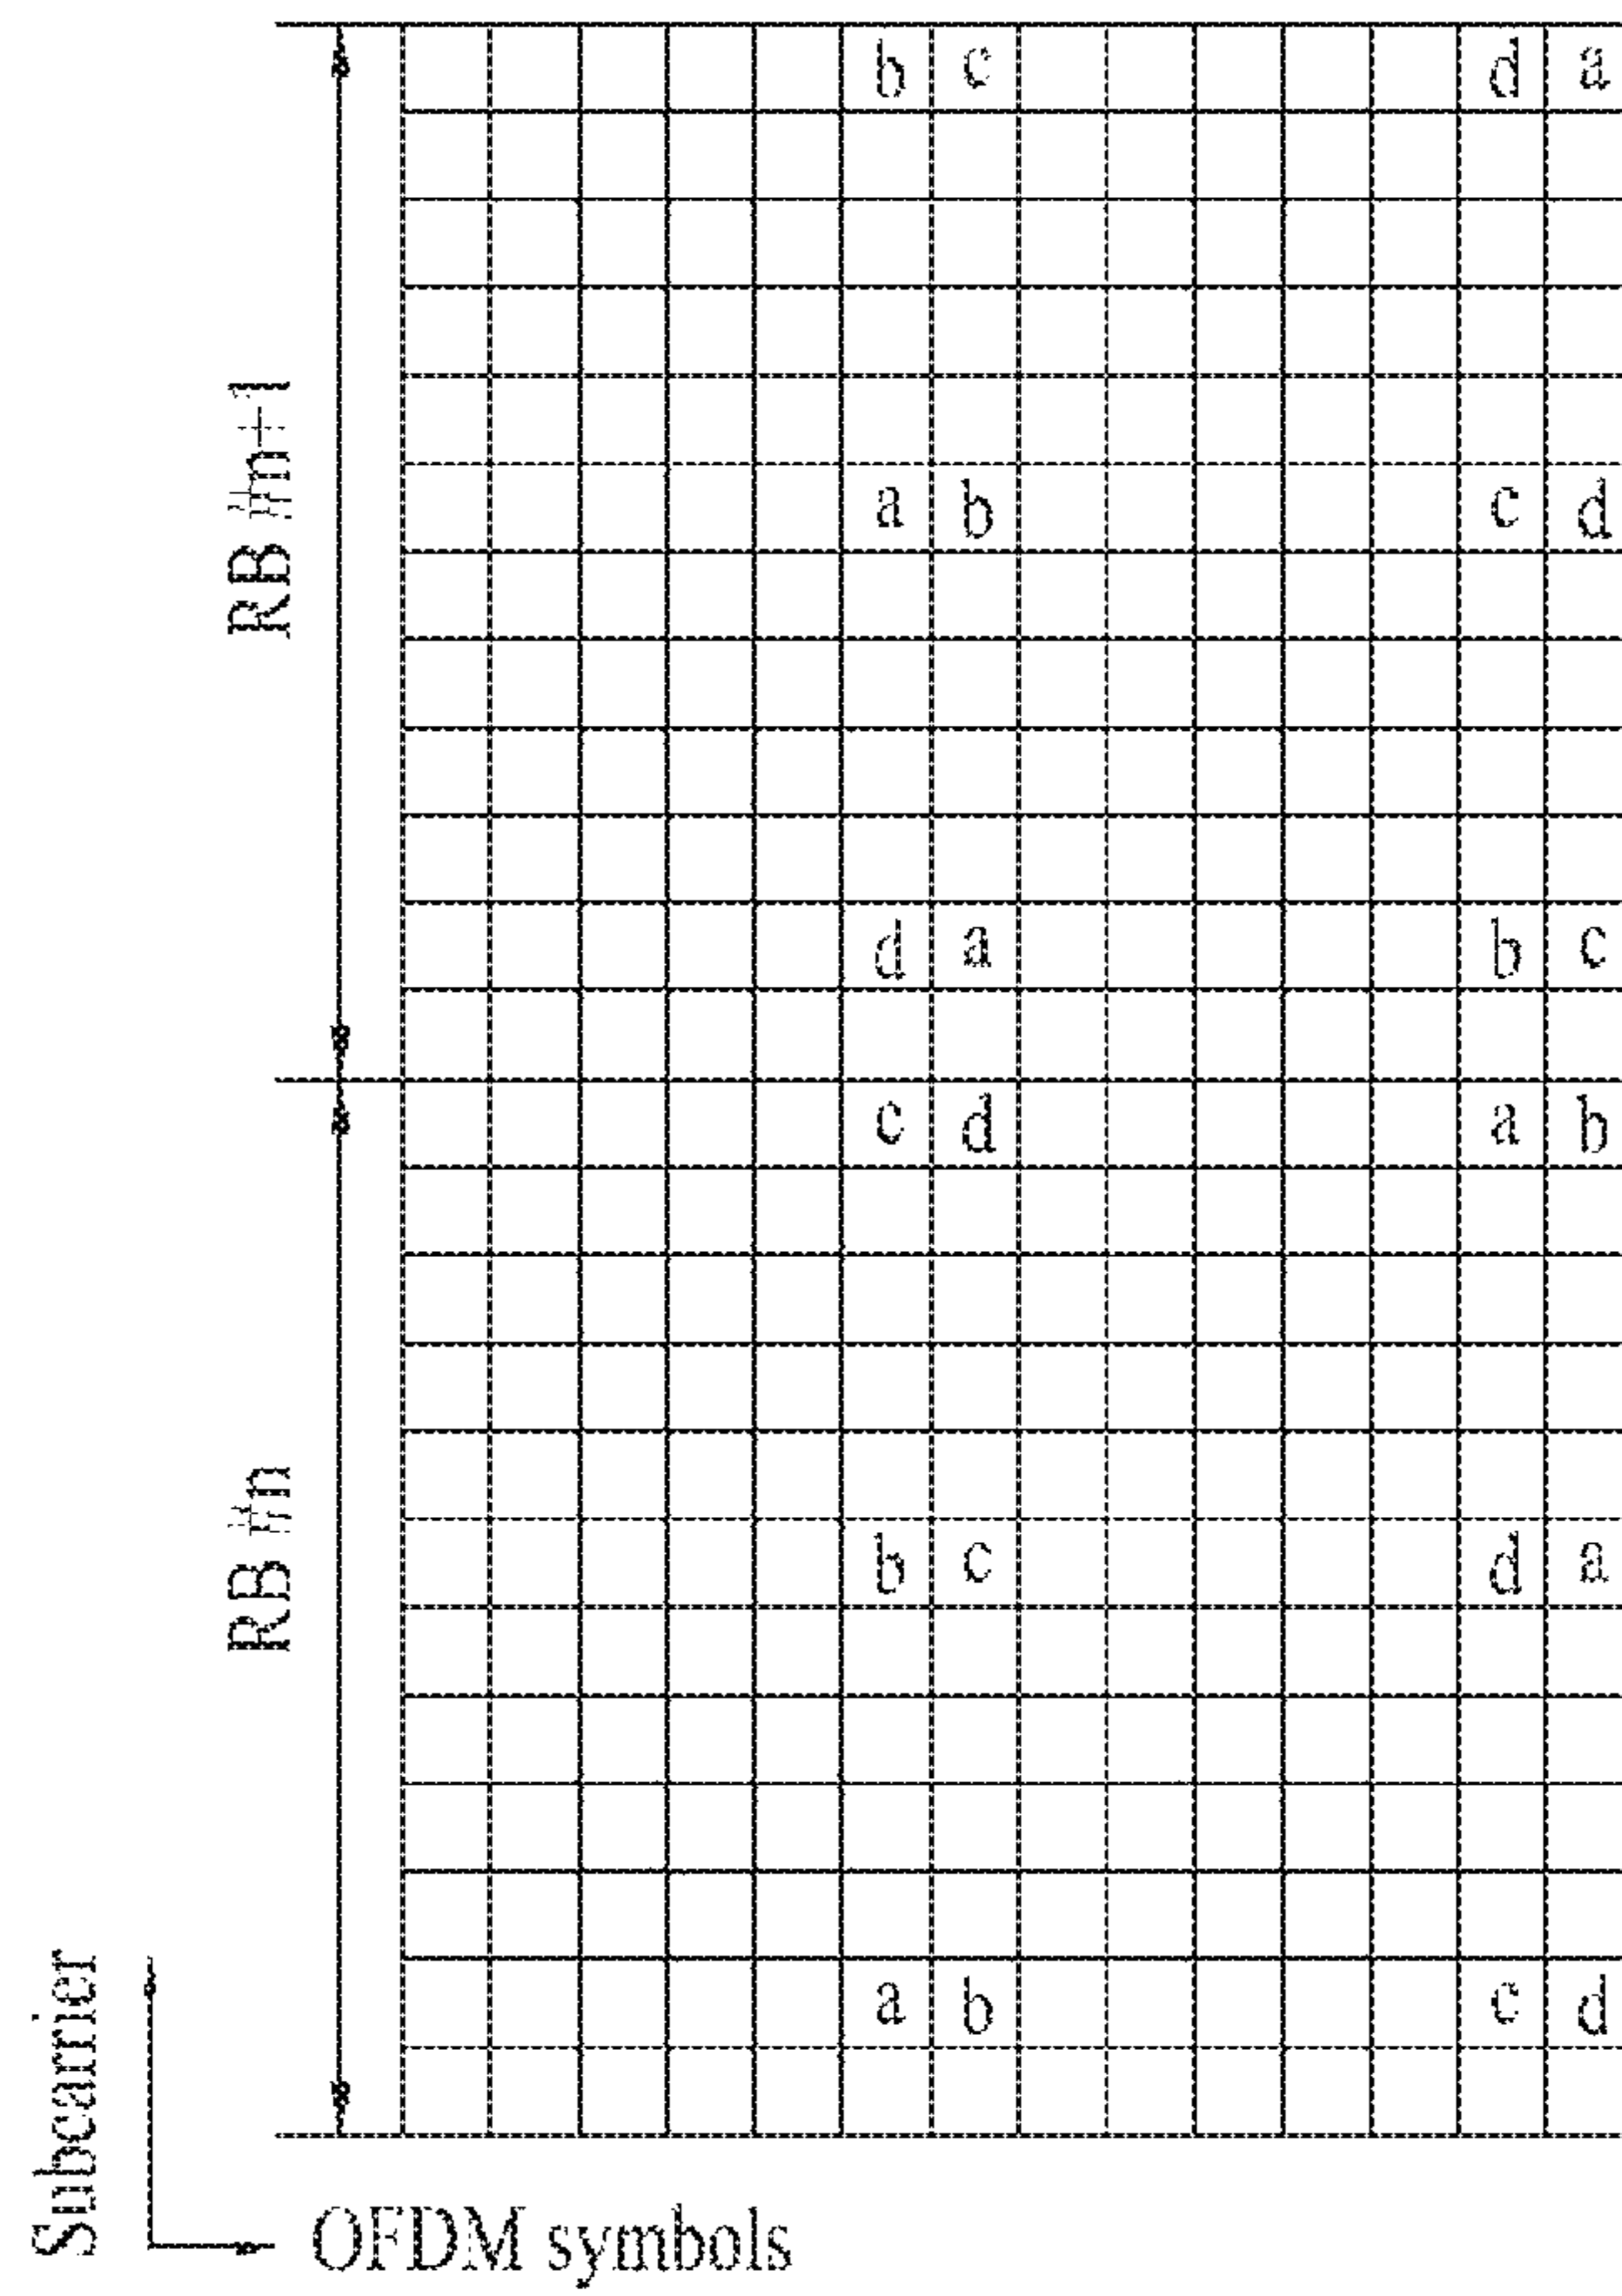 b c d a
a b c d
RB #n+1
d a b c
c d a b
b c d a
RB #n
a b c d
Subcarrier
OFDM symbols